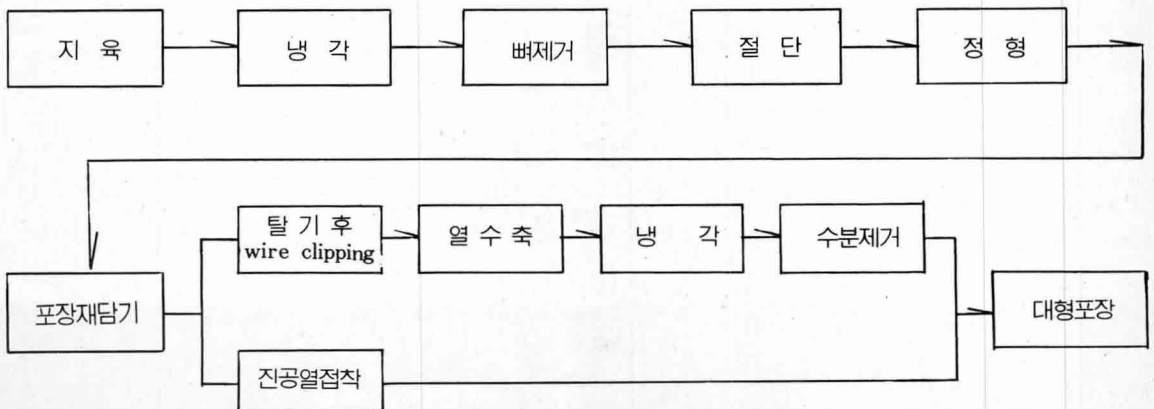 지 육
냉 각
뼈제거
절 단
정 형
포장재담기
탈 기 후
wire clipping
열 수 축
냉 각
수분제거
진공열접착
대형포장